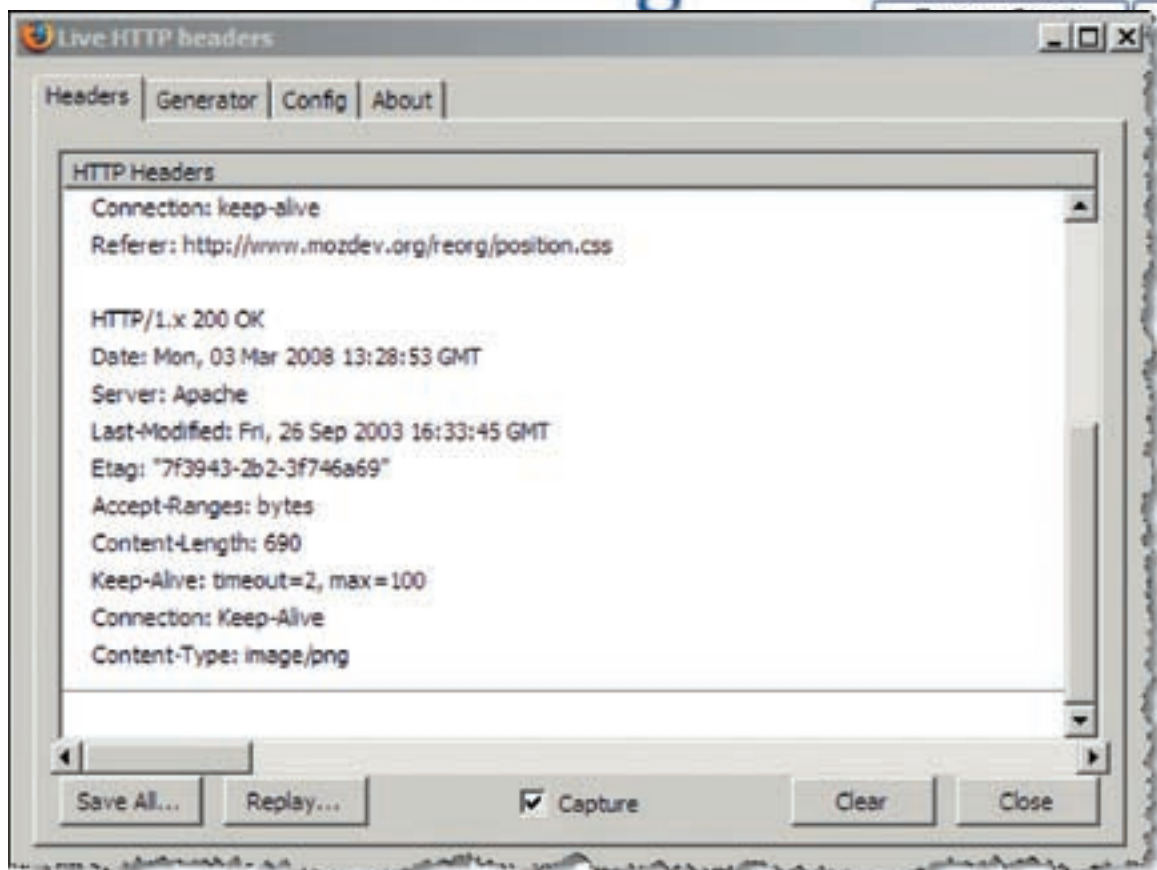 Live HTTP headers
Headers Generator Config About
HTTP Headers
Connection: keep-alive
Referer: http://www.mozdev.org/reorg/position.css
HTTP/1.x 200 OK
Date: Mon, 03 Mar 2008 13:28:53 GMT
Server: Apache
Last-Modified: Fri, 26 Sep 2003 16:33:45 GMT
Etag: "7f3943-2b2-3f746a69"
Accept-Ranges: bytes
Content-Length: 690
Keep-Alive: timeout=2, max=100
Connection: Keep-Alive
Content-Type: image/png
Save All... Replay... Capture Clear Close